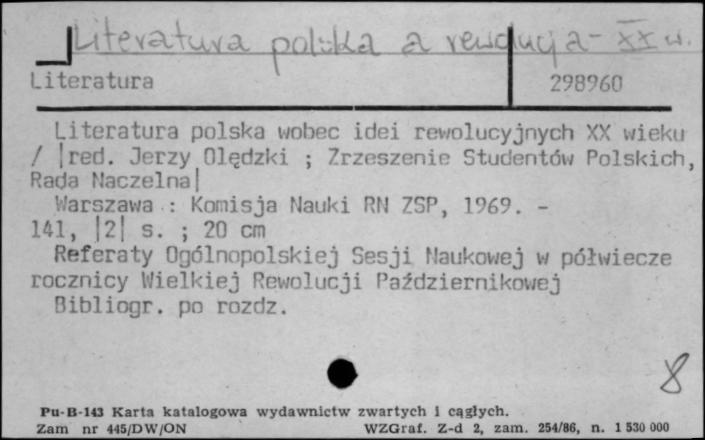 Literatura polska a rewolucja - XX w.
Literatura 298960
Literatura polska wobec idei rewolucyjnych XX wieku
/ |red. Jerzy Olędzki ; Zrzeszenie Studentów Polskich,
Rada Naczelna|
Warszawa : Komisja Nauki RN ZSP, 1969. -
141, |2| s. ; 20 cm
Referaty Ogólnopolskiej Sesji Naukowej w półwiecze
rocznicy Wielkiej Rewolucji Październikowej
Bibliogr. po rozdz.
8
Pu-B-143 Karta katalogowa wydawnictw zwartych i cągłych.
Zam nr 445/DW/ON WZGraf. Z-d 2, zam. 254/86, n. 1 530 000